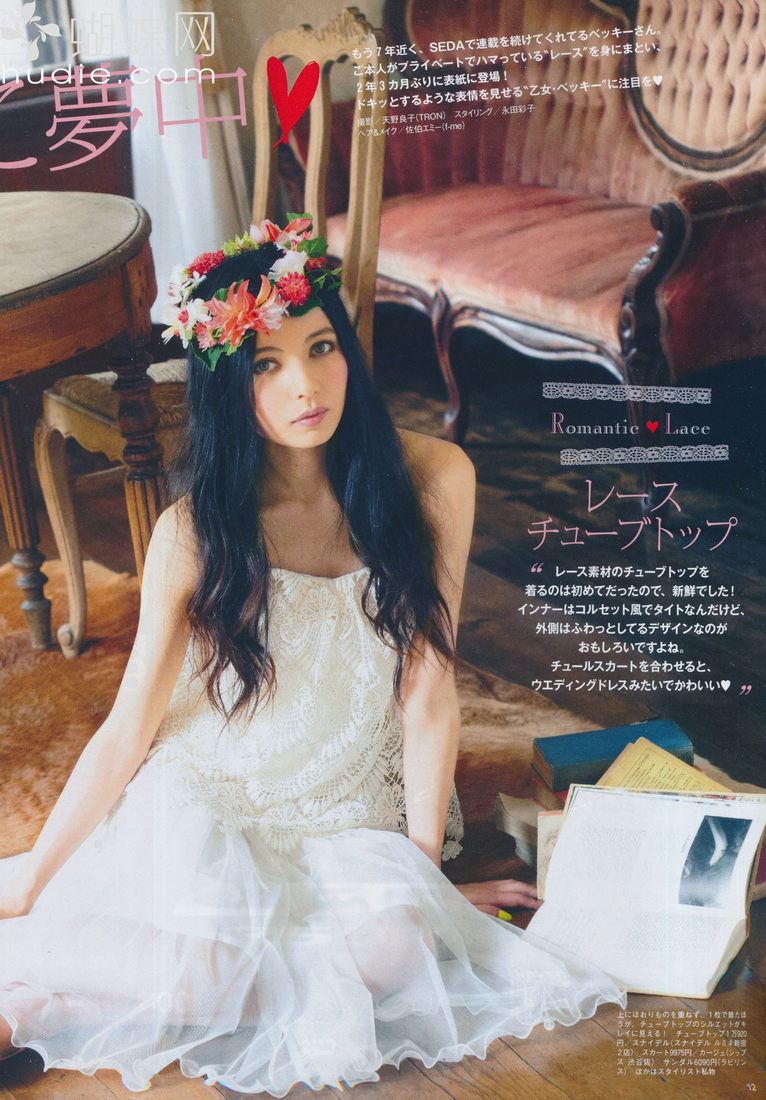 蝴蝶网
hudie.com
に夢中♥
もう7年近く、SEDAで連載を続けてくれてるベッキーさん。
ご本人がプライベートでハマっている“レース”を身にまとい、
2年3カ月ぶりに表紙に登場！
ドキッとするような表情を見せる“乙女・ベッキー”に注目を♥
撮影／天野良子(TRON)　スタイリング／永田彩子
ヘア&メイク／佐伯エミー(f-me)
Romantic ♥ Lace
レース
チューブトップ
“ レース素材のチューブトップを
着るのは初めてだったので、新鮮でした！
インナーはコルセット風でタイトなんだけど、
外側はふわっとしてるデザインなのが
おもしろいですよね。
チュールスカートを合わせると、
ウエディングドレスみたいでかわいい♥ ”
上にはおりものを重ねず、1枚で着たほ
うが、チューブトップのシルエットがキ
レイに見える！　チューブトップ1万5920
円／スナイデル(スナイデル ルミネ新宿
2店)　スカート9975円／カージュ(シップ
ス 渋谷店)　サンダル6090円(ラビリン
ス)　ほかはスタイリスト私物
12